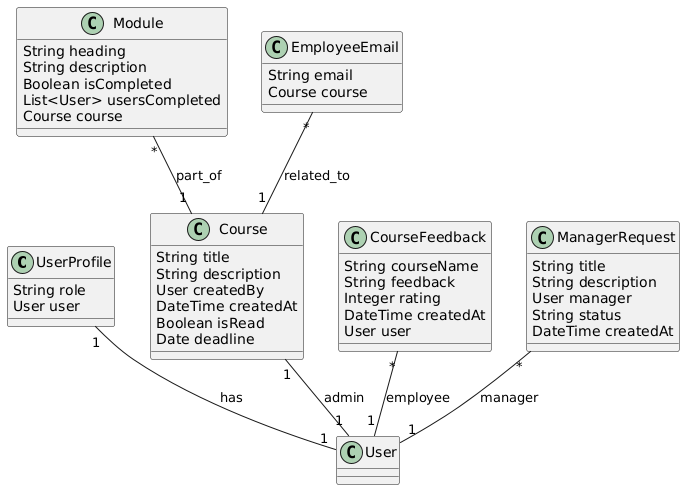 C Module
String heading
String description
Boolean isCompleted
List<User> usersCompleted
Course course
C EmployeeEmail
String email
Course course
*
part_of
1
*
related_to
1
C UserProfile
String role
User user
C Course
String title
String description
User createdBy
DateTime createdAt
Boolean isRead
Date deadline
C CourseFeedback
String courseName
String feedback
Integer rating
DateTime createdAt
User user
C ManagerRequest
String title
String description
User manager
String status
DateTime createdAt
1
has
1
1
admin
1
*
employee
1
*
manager
1
C User